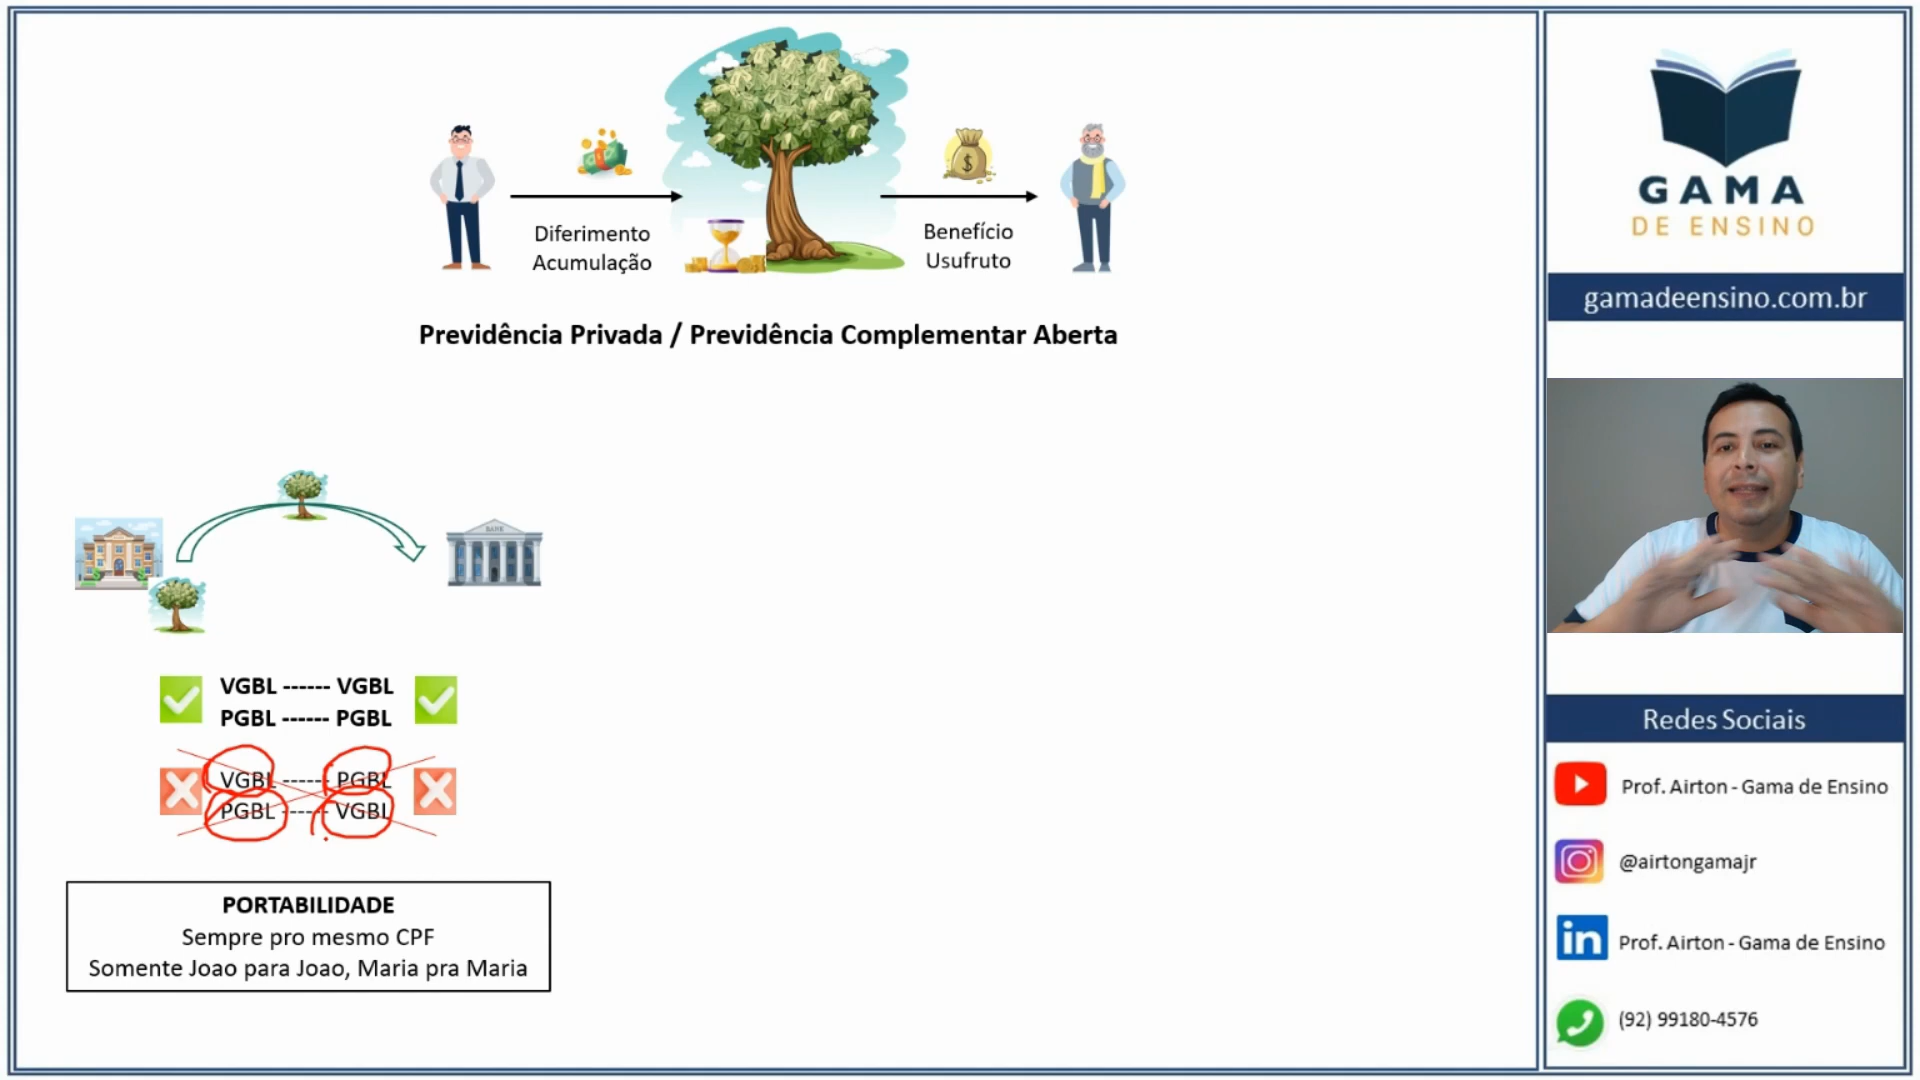 Diferimento
Acumulação
Benefício
Usufruto
Previdência Privada / Previdência Complementar Aberta
BANK
VGBL ------ VGBL
PGBL ------ PGBL
VGBL ------ PGBL
PGBL ------ VGBL
PORTABILIDADE
Sempre pro mesmo CPF
Somente Joao para Joao, Maria pra Maria
GAMA
DE ENSINO
gamadeensino.com.br
Redes Sociais
Prof. Airton - Gama de Ensino
@airtongamajr
in
Prof. Airton - Gama de Ensino
(92) 99180-4576